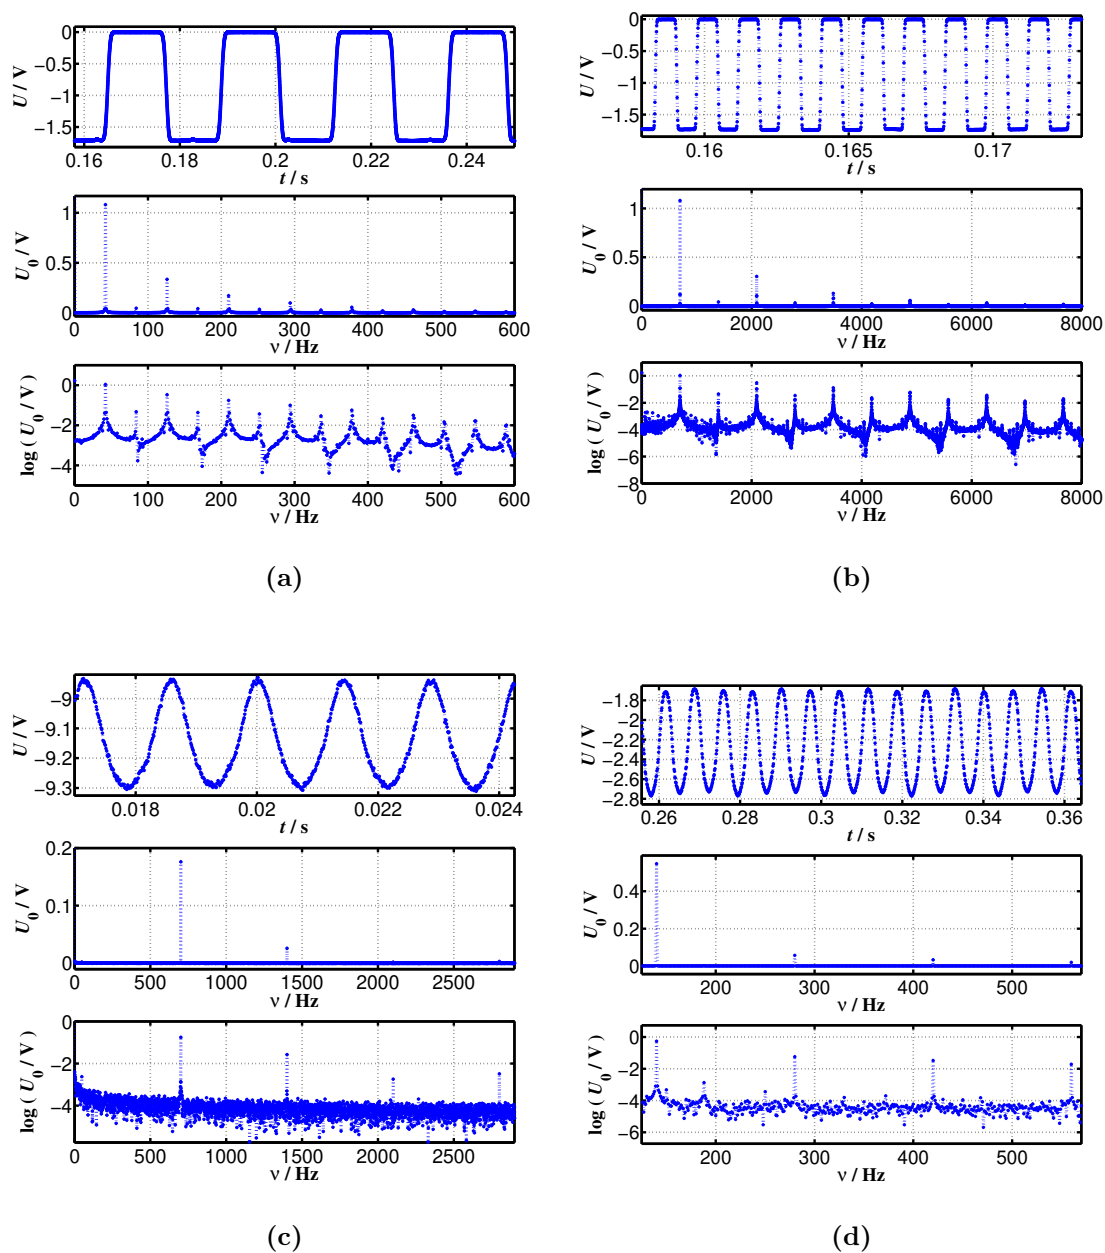 0
−0.5
−1
−1.5
U / V
0.16 0.18 0.2 0.22 0.24
t / s
1
0.5
0
U0 / V
0 100 200 300 400 500 600
ν / Hz
0
−2
−4
log ( U0 / V )
0 100 200 300 400 500 600
ν / Hz
(a)
0
−0.5
−1
−1.5
U / V
0.16 0.165 0.17
t / s
1
0.5
0
U0 / V
0 2000 4000 6000 8000
ν / Hz
0
−2
−4
−6
−8
log ( U0 / V )
0 2000 4000 6000 8000
ν / Hz
(b)
−9
−9.1
−9.2
−9.3
U / V
0.018 0.02 0.022 0.024
t / s
0.2
0.1
0
U0 / V
0 500 1000 1500 2000 2500
ν / Hz
0
−2
−4
log ( U0 / V )
0 500 1000 1500 2000 2500
ν / Hz
(c)
−1.8
−2
−2.2
−2.4
−2.6
−2.8
U / V
0.26 0.28 0.3 0.32 0.34 0.36
t / s
0.4
0.2
0
U0 / V
200 300 400 500
ν / Hz
0
−2
−4
−6
log ( U0 / V )
200 300 400 500
ν / Hz
(d)